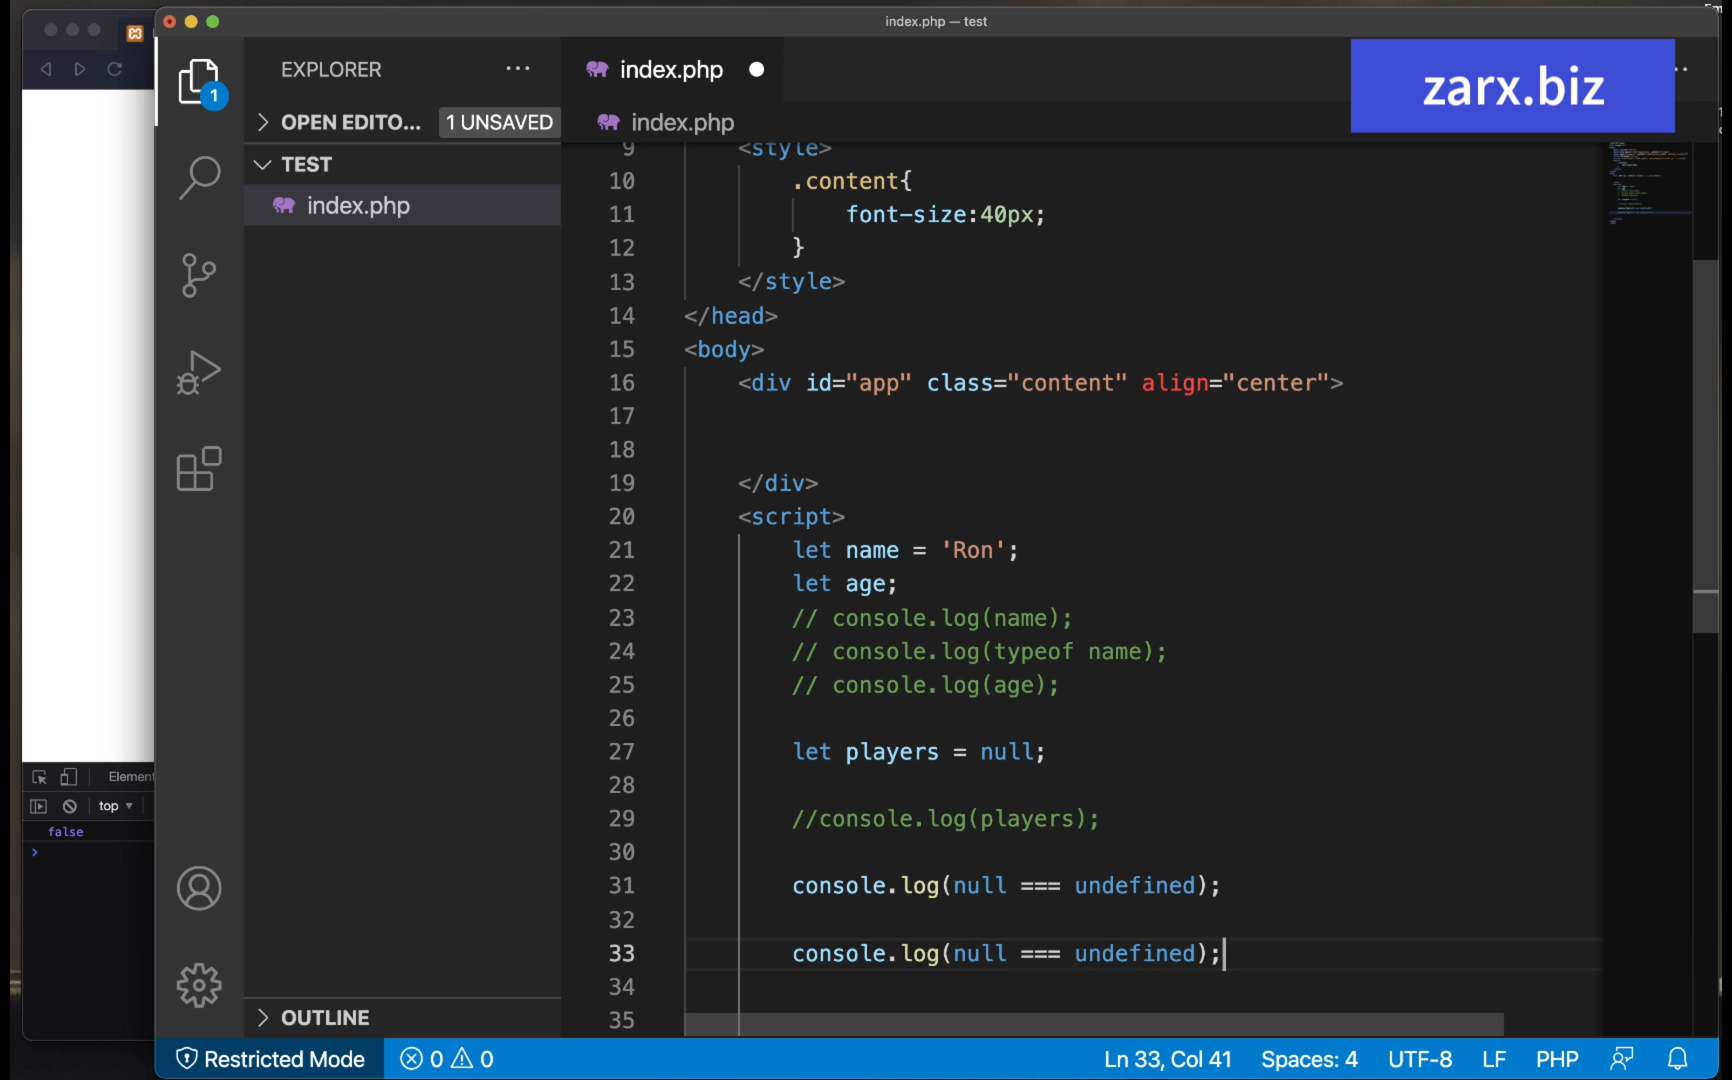 index.php — test
zarx.biz
EXPLORER
index.php
OPEN EDITO... 1 UNSAVED
index.php
TEST
index.php
9 <style>
10 .content{
11 font-size:40px;
12 }
13 </style>
14 </head>
15 <body>
16 <div id="app" class="content" align="center">
17
18
19 </div>
20 <script>
21 let name = 'Ron';
22 let age;
23 // console.log(name);
24 // console.log(typeof name);
25 // console.log(age);
26
27 let players = null;
28
29 //console.log(players);
30
31 console.log(null === undefined);
32
33 console.log(null === undefined);
34
35
1
Element
top
false
OUTLINE
Restricted Mode 0 0 Ln 33, Col 41 Spaces: 4 UTF-8 LF PHP